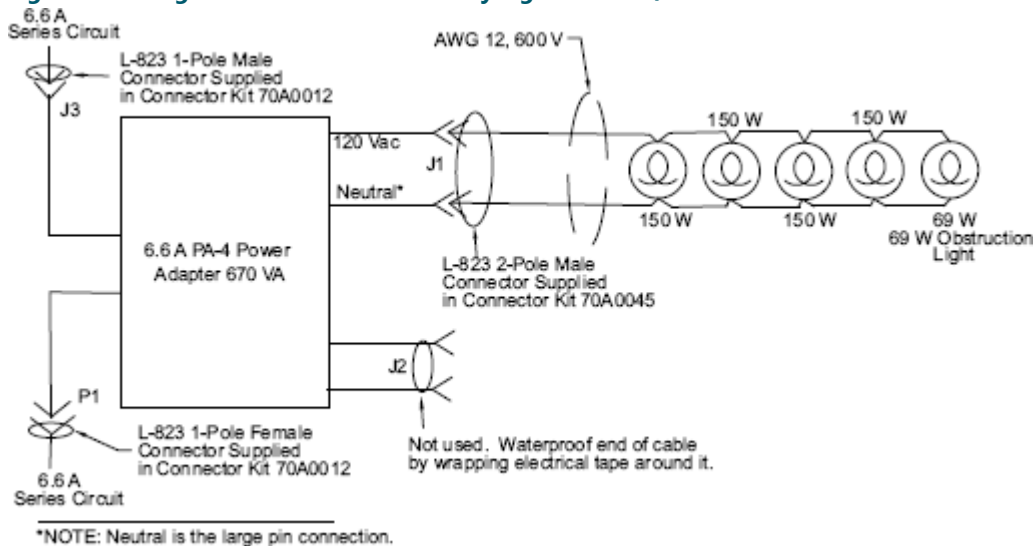 6.6 A
Series Circuit
L-823 1-Pole Male
Connector Supplied
in Connector Kit 70A0012
J3
AWG 12, 600 V
120 Vac
J1
Neutral*
150 W
150 W
150 W
150 W
69 W
69 W Obstruction
Light
6.6 A PA-4 Power
Adapter 670 VA
L-823 2-Pole Male
Connector Supplied
in Connector Kit 70A0045
J2
P1
L-823 1-Pole Female
Connector Supplied
in Connector Kit 70A0012
Not used. Waterproof end of cable
by wrapping electrical tape around it.
6.6 A
Series Circuit
*NOTE: Neutral is the large pin connection.